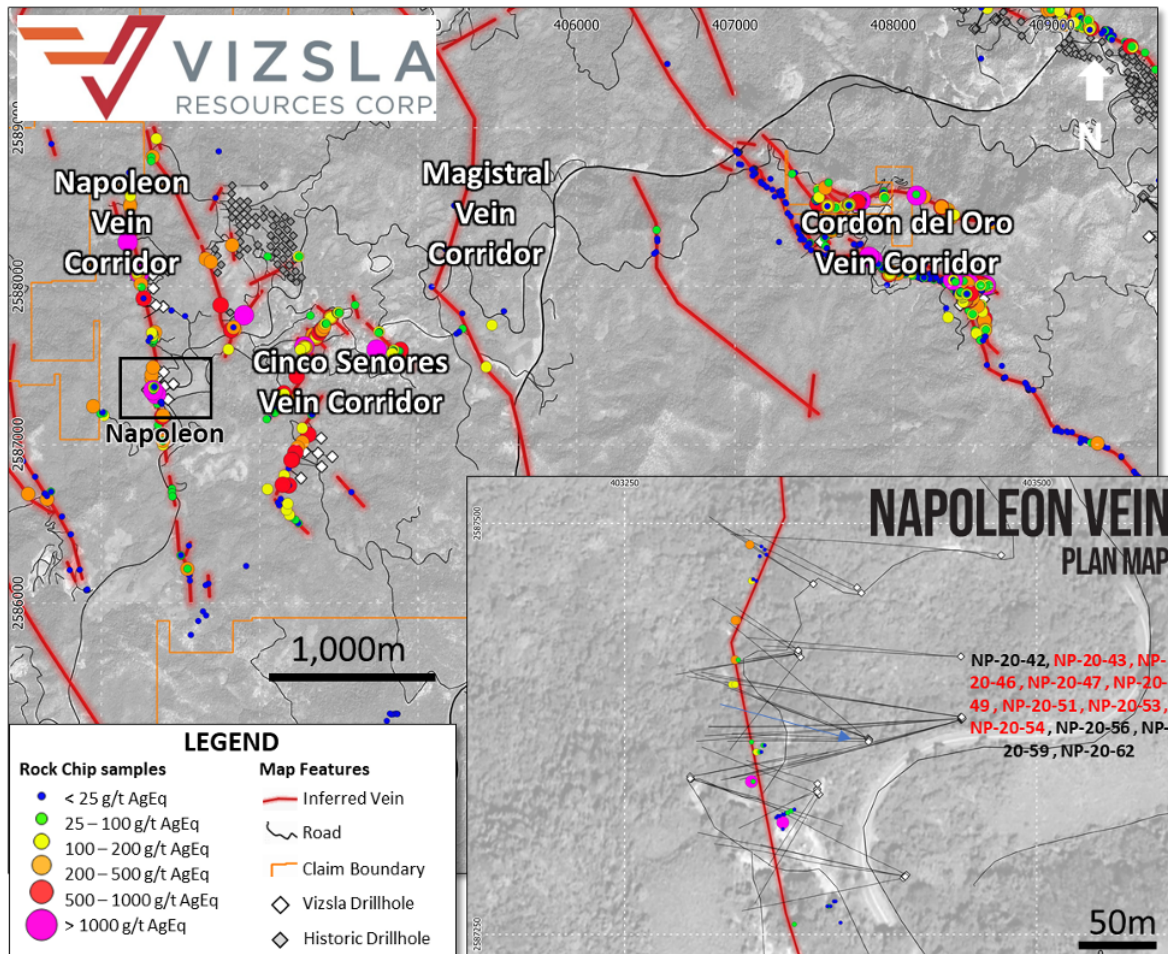 VIZSLA
RESOURCES CORP.
406000
407000
408000
409000
2589000
2588000
2587000
2586000
N
Napoleon
Vein
Corridor
Magistral
Vein
Corridor
Cordon del Oro
Vein Corridor
Cinco Senores
Vein Corridor
Napoleon
1,000m
LEGEND
Rock Chip samples
< 25 g/t AgEq
25 – 100 g/t AgEq
100 – 200 g/t AgEq
200 – 500 g/t AgEq
500 – 1000 g/t AgEq
> 1000 g/t AgEq
Map Features
Inferred Vein
Road
Claim Boundary
Vizsla Drillhole
Historic Drillhole
403250
403500
2587500
2587250
NAPOLEON VEIN
PLAN MAP
NP-20-42, NP-20-43, NP-
20-46, NP-20-47, NP-20-
49, NP-20-51, NP-20-53,
NP-20-54, NP-20-56, NP-
20-59, NP-20-62
50m